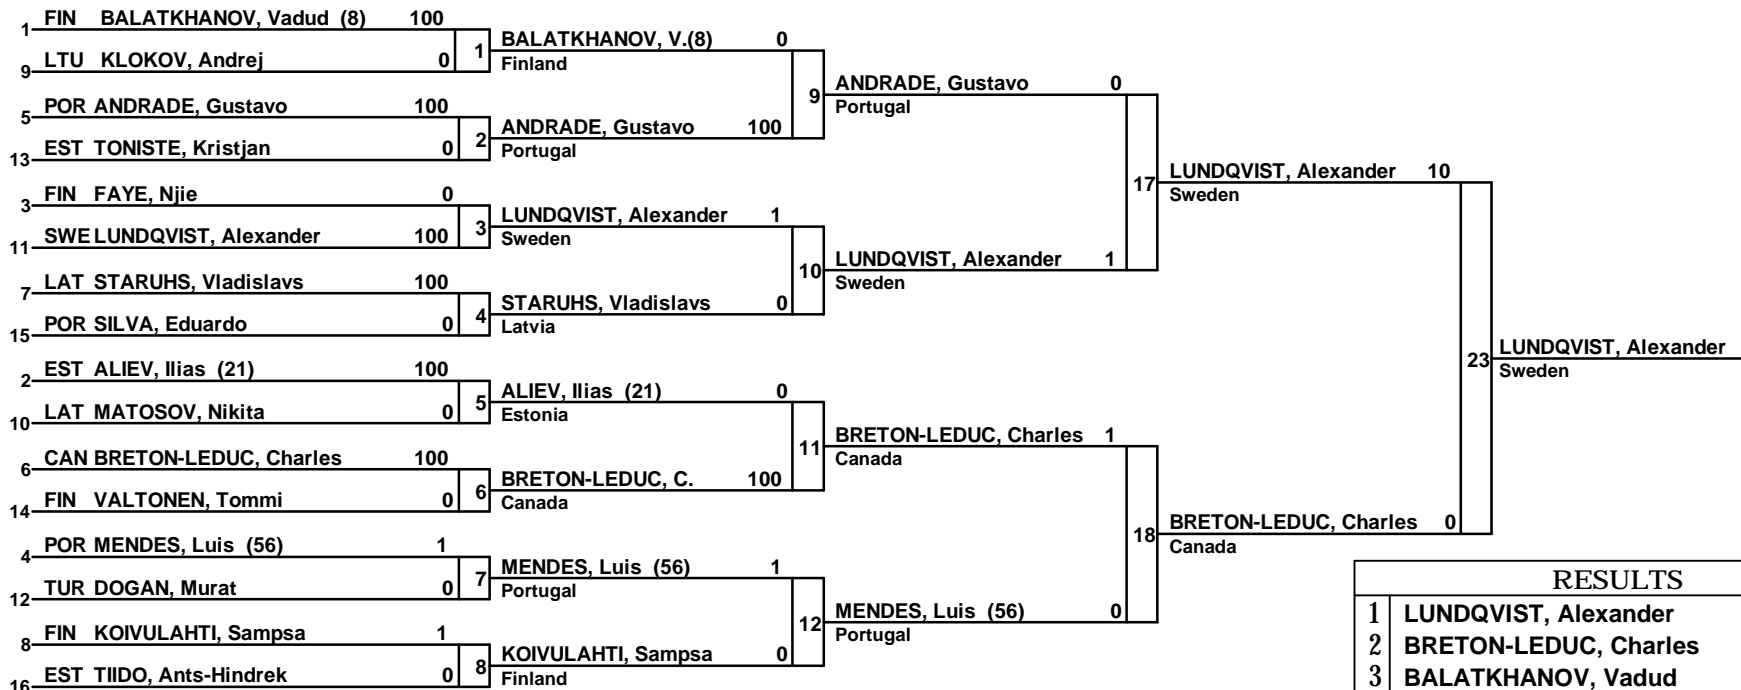 1 FIN BALATKHANOV, Vadud (8) 100
9 LTU KLOKOV, Andrej 0
1
5 POR ANDRADE, Gustavo 100
13 EST TONISTE, Kristjan 0
2
3 FIN FAYE, Njie 0
11 SWE LUNDQVIST, Alexander 100
3
7 LAT STARUHS, Vladislavs 100
15 POR SILVA, Eduardo 0
4
2 EST ALIEV, Ilias (21) 100
10 LAT MATOSOV, Nikita 0
5
6 CAN BRETON-LEDUC, Charles 100
14 FIN VALTONEN, Tommi 0
6
4 POR MENDES, Luis (56) 1
12 TUR DOGAN, Murat 0
7
8 FIN KOIVULAHTI, Sampsa 1
16 EST TIIDO, Ants-Hindrek 0
8
BALATKHANOV, V.(8) 0
Finland
ANDRADE, Gustavo 100
Portugal
9
LUNDQVIST, Alexander 1
Sweden
STARUHS, Vladislavs 0
Latvia
10
ALIEV, Ilias (21) 0
Estonia
BRETON-LEDUC, C. 100
Canada
11
MENDES, Luis (56) 1
Portugal
KOIVULAHTI, Sampsa 0
Finland
12
ANDRADE, Gustavo 0
Portugal
LUNDQVIST, Alexander 1
Sweden
17
BRETON-LEDUC, Charles 1
Canada
MENDES, Luis (56) 0
Portugal
18
LUNDQVIST, Alexander 10
Sweden
BRETON-LEDUC, Charles 0
Canada
23
LUNDQVIST, Alexander
Sweden
RESULTS
1 LUNDQVIST, Alexander
2 BRETON-LEDUC, Charles
3 BALATKHANOV, Vadud